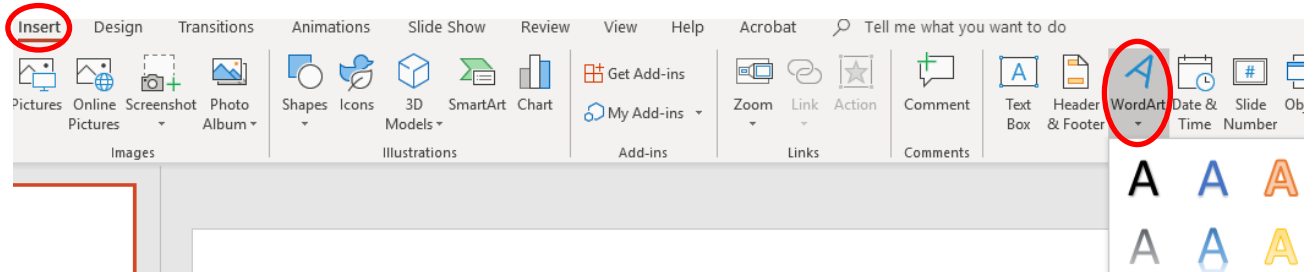 Insert Design Transitions Animations Slide Show Review View Help Acrobat Tell me what you want to do
Pictures Online Pictures Screenshot Photo Album Shapes Icons 3D Models SmartArt Chart Get Add-ins My Add-ins Zoom Link Action Comment Text Box Header & Footer WordArt Date & Time Slide Number
Images Illustrations Add-ins Links Comments
A A A
A A A